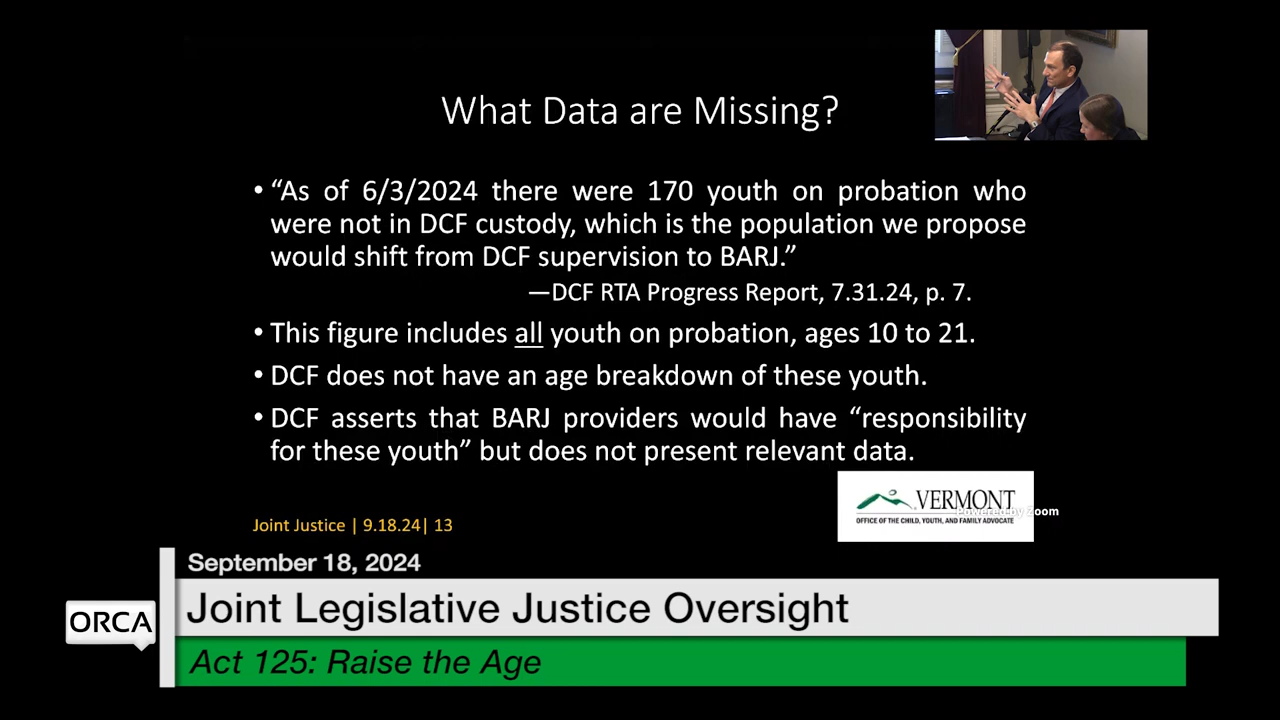 What Data are Missing?
• “As of 6/3/2024 there were 170 youth on probation who
were not in DCF custody, which is the population we propose
would shift from DCF supervision to BARJ.”
—DCF RTA Progress Report, 7.31.24, p. 7.
• This figure includes all youth on probation, ages 10 to 21.
• DCF does not have an age breakdown of these youth.
• DCF asserts that BARJ providers would have “responsibility
for these youth” but does not present relevant data.
VERMONT
OFFICE OF THE CHILD, YOUTH, AND FAMILY ADVOCATE
Powered by Zoom
Joint Justice | 9.18.24| 13
September 18, 2024
ORCA
Joint Legislative Justice Oversight
Act 125: Raise the Age